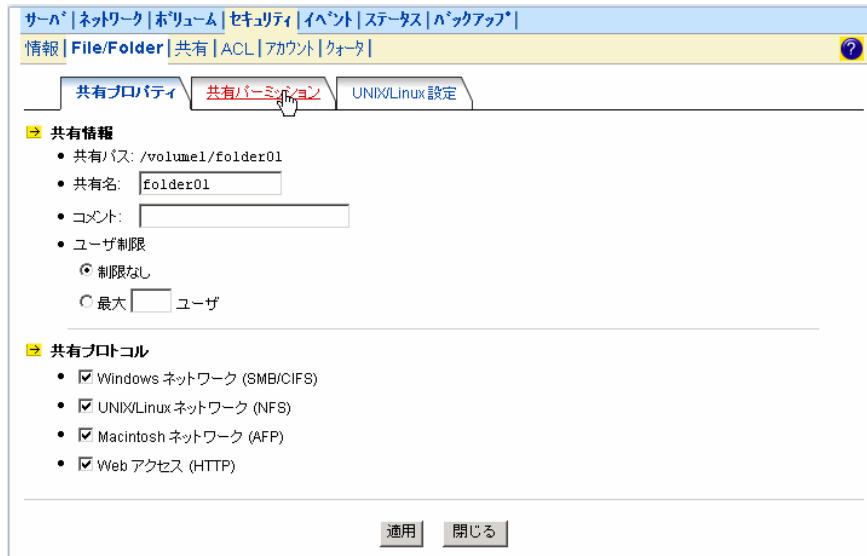 サーバ|ネットワーク|ボリューム|セキュリティ|イベント|ステータス|バックアップ|
情報|File/Folder|共有|ACL|アカウント|クォータ|
?
共有プロパティ 共有パーミッション UNIX/Linux 設定
共有情報
• 共有パス: /volume1/folder01
• 共有名: folder01
• コメント:
• ユーザ制限
制限なし
最大 ユーザ
共有プロトコル
• Windows ネットワーク (SMB/CIFS)
• UNIX/Linux ネットワーク (NFS)
• Macintosh ネットワーク (AFP)
• Web アクセス (HTTP)
適用 閉じる